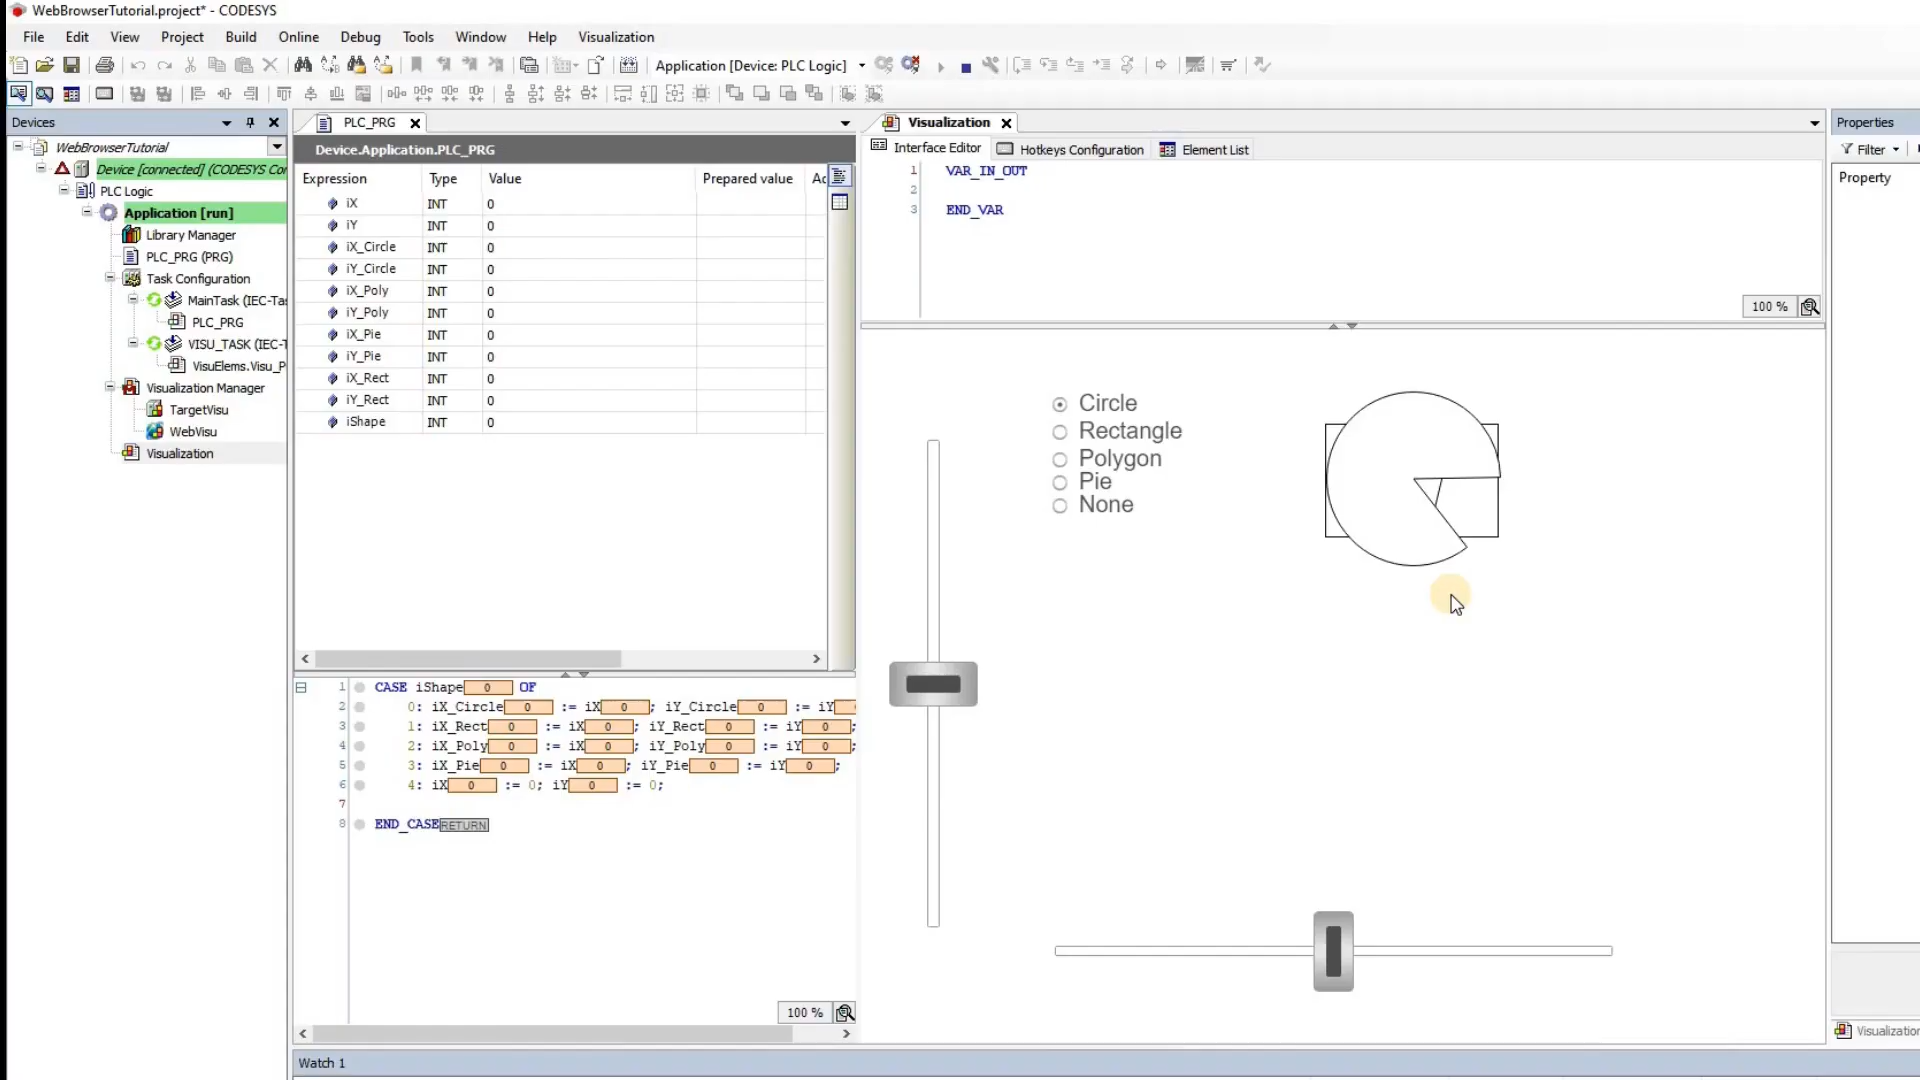 WebBrowserTutorial.project* - CODESYS
File Edit View Project Build Online Debug Tools Window Help Visualization
Application [Device: PLC Logic]
Devices
WebBrowserTutorial
Device [connected] (CODESYS Co
PLC Logic
Application [run]
Library Manager
PLC_PRG (PRG)
Task Configuration
MainTask (IEC-Ta
PLC_PRG
VISU_TASK (IEC-T
VisuElems.Visu_P
Visualization Manager
TargetVisu
WebVisu
Visualization
PLC_PRG
Device.Application.PLC_PRG
Expression Type Value Prepared value Ac
iX INT 0
iY INT 0
iX_Circle INT 0
iY_Circle INT 0
iX_Poly INT 0
iY_Poly INT 0
iX_Pie INT 0
iY_Pie INT 0
iX_Rect INT 0
iY_Rect INT 0
iShape INT 0
1 CASE iShape 0 OF
2 0: iX_Circle 0 := iX 0 ; iY_Circle 0 := iY 0
3 1: iX_Rect 0 := iX 0 ; iY_Rect 0 := iY 0 ;
4 2: iX_Poly 0 := iX 0 ; iY_Poly 0 := iY 0 ;
5 3: iX_Pie 0 := iX 0 ; iY_Pie 0 := iY 0 ;
6 4: iX 0 := 0; iY 0 := 0;
7
8 END_CASE RETURN
100 %
Watch 1
Visualization
Interface Editor Hotkeys Configuration Element List
1 VAR_IN_OUT
2
3 END_VAR
100 %
Circle
Rectangle
Polygon
Pie
None
Properties
Filter
Property
Visualization